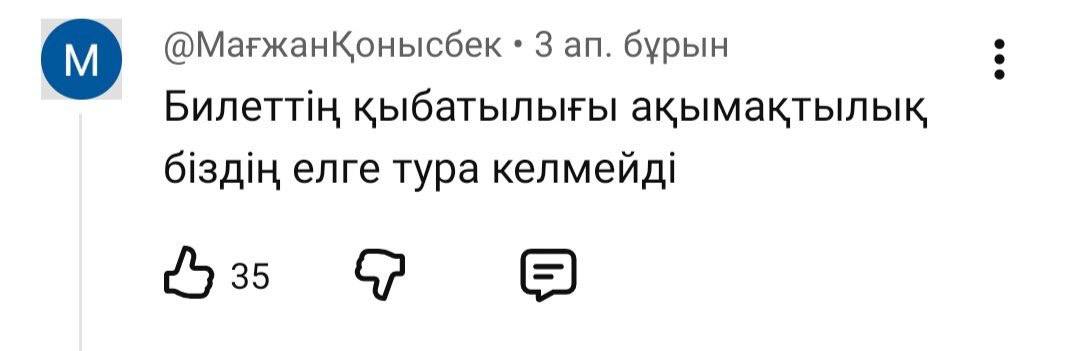 М
@МағжанҚонысбек • 3 ап. бұрын
Билеттің қыбатылығы ақымақтылық
біздің елге тура келмейді
35